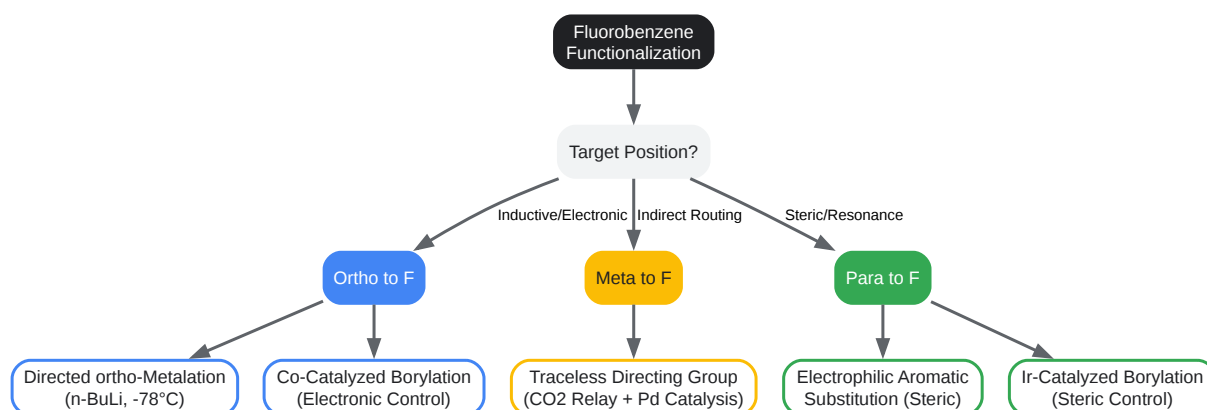 Fluorobenzene
Functionalization
Target Position?
Inductive/Electronic
Indirect Routing
Steric/Resonance
Ortho to F
Meta to F
Para to F
Directed ortho-Metalation
(n-BuLi, -78°C)
Co-Catalyzed Borylation
(Electronic Control)
Traceless Directing Group
(CO2 Relay + Pd Catalysis)
Electrophilic Aromatic
Substitution (Steric)
Ir-Catalyzed Borylation
(Steric Control)